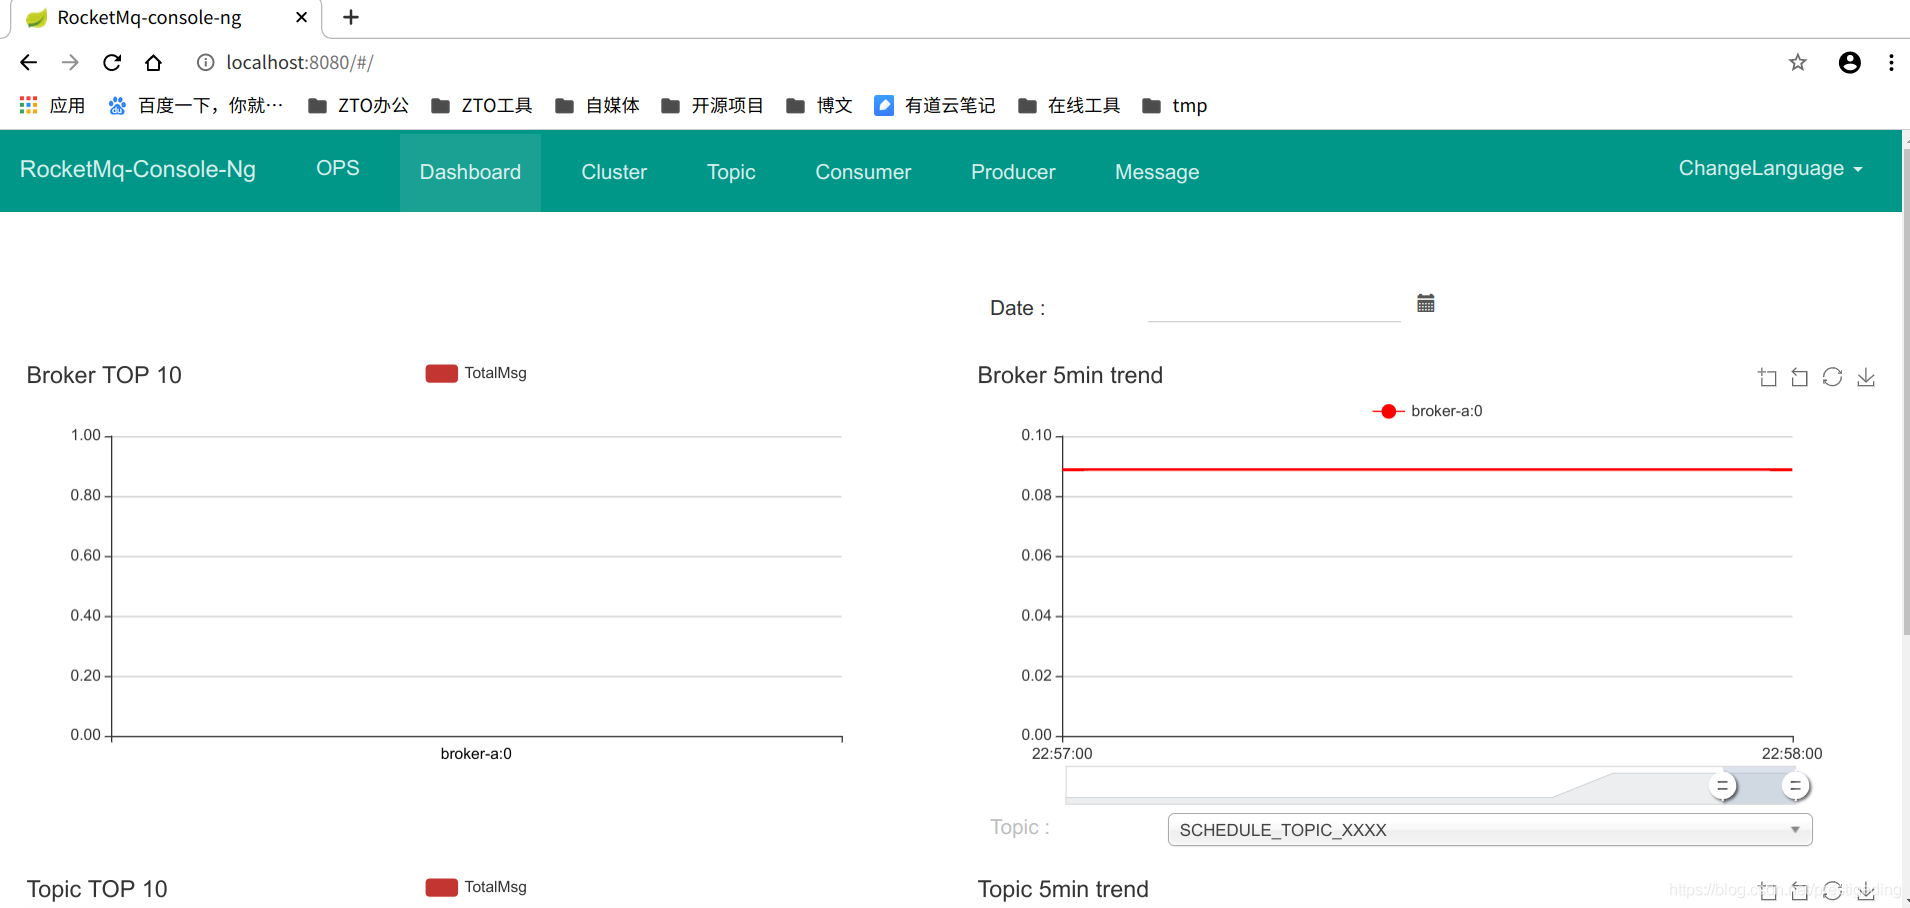 RocketMq-console-ng
localhost:8080/#/
应用 百度一下，你就… ZTO办公 ZTO工具 自媒体 开源项目 博文 有道云笔记 在线工具 tmp
RocketMq-Console-Ng OPS Dashboard Cluster Topic Consumer Producer Message ChangeLanguage
Date :
Broker TOP 10
TotalMsg
1.00
0.80
0.60
0.40
0.20
0.00
broker-a:0
Broker 5min trend
broker-a:0
0.10
0.08
0.06
0.04
0.02
0.00
22:57:00 22:58:00
Topic :
SCHEDULE_TOPIC_XXXX
Topic TOP 10
TotalMsg
Topic 5min trend